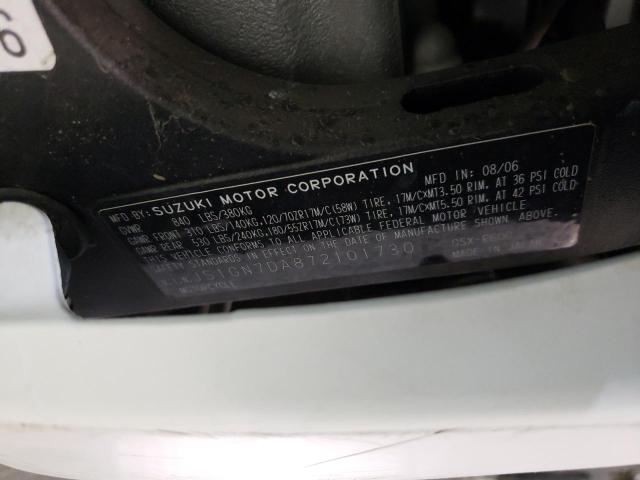 MFD BY: SUZUKI MOTOR CORPORATION MFD IN: 08/06
GVWR 840 LBS/380KG
GAWR FRONT 310 LBS/140KG,120/70ZR17M/C(58W) TIRE, 17M/CXMT3.50 RIM. AT 36 PSI COLD
GAWR REAR 530 LBS/240KG,180/55ZR17M/C(73W) TIRE, 17M/CXMT5.50 RIM. AT 42 PSI COLD
THIS VEHICLE CONFORMS TO ALL APPLICABLE FEDERAL MOTOR VEHICLE
SAFETY STANDARDS IN EFFECT ON THE DATE OF MANUFACTURE SHOWN ABOVE.
V.I.N. JS1GN7DA872101730
MOTORCYCLE MADE IN JAPAN